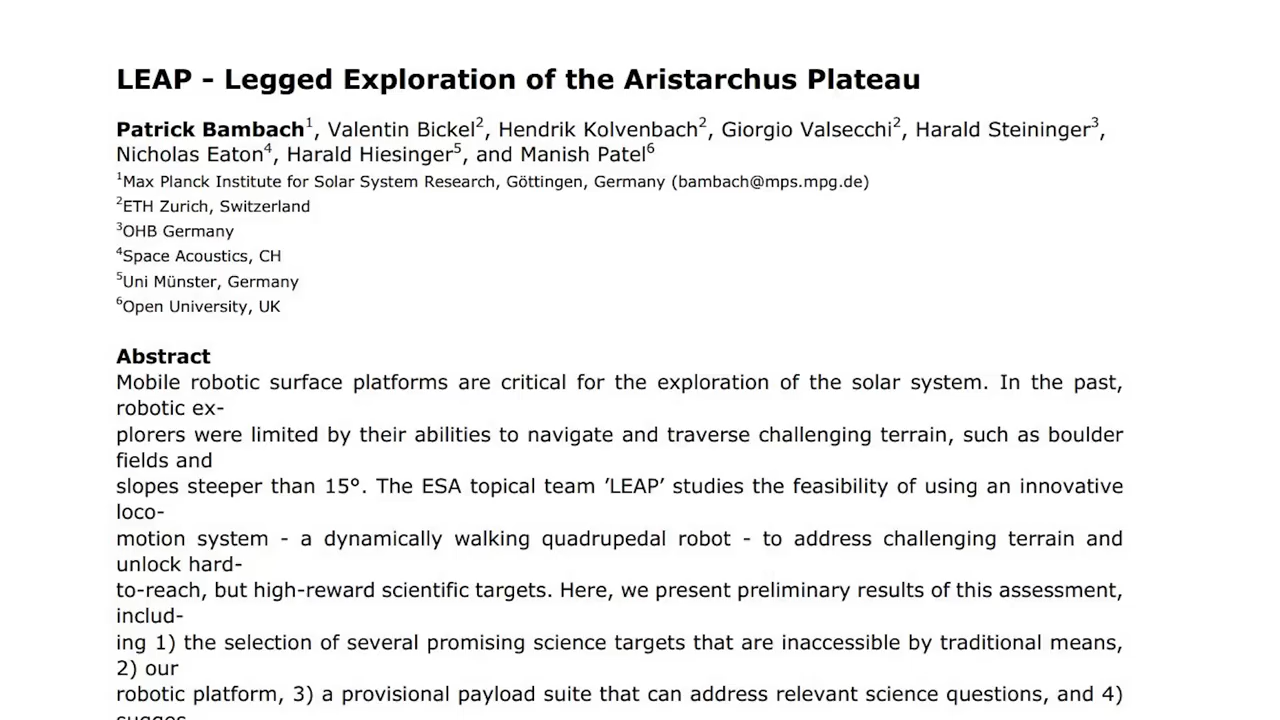 LEAP - Legged Exploration of the Aristarchus Plateau
Patrick Bambach1, Valentin Bickel2, Hendrik Kolvenbach2, Giorgio Valsecchi2, Harald Steininger3,
Nicholas Eaton4, Harald Hiesinger5, and Manish Patel6
1Max Planck Institute for Solar System Research, Göttingen, Germany (bambach@mps.mpg.de)
2ETH Zurich, Switzerland
3OHB Germany
4Space Acoustics, CH
5Uni Münster, Germany
6Open University, UK
Abstract
Mobile robotic surface platforms are critical for the exploration of the solar system. In the past,
robotic ex-
plorers were limited by their abilities to navigate and traverse challenging terrain, such as boulder
fields and
slopes steeper than 15°. The ESA topical team ’LEAP’ studies the feasibility of using an innovative
loco-
motion system - a dynamically walking quadrupedal robot - to address challenging terrain and
unlock hard-
to-reach, but high-reward scientific targets. Here, we present preliminary results of this assessment,
includ-
ing 1) the selection of several promising science targets that are inaccessible by traditional means,
2) our
robotic platform, 3) a provisional payload suite that can address relevant science questions, and 4)